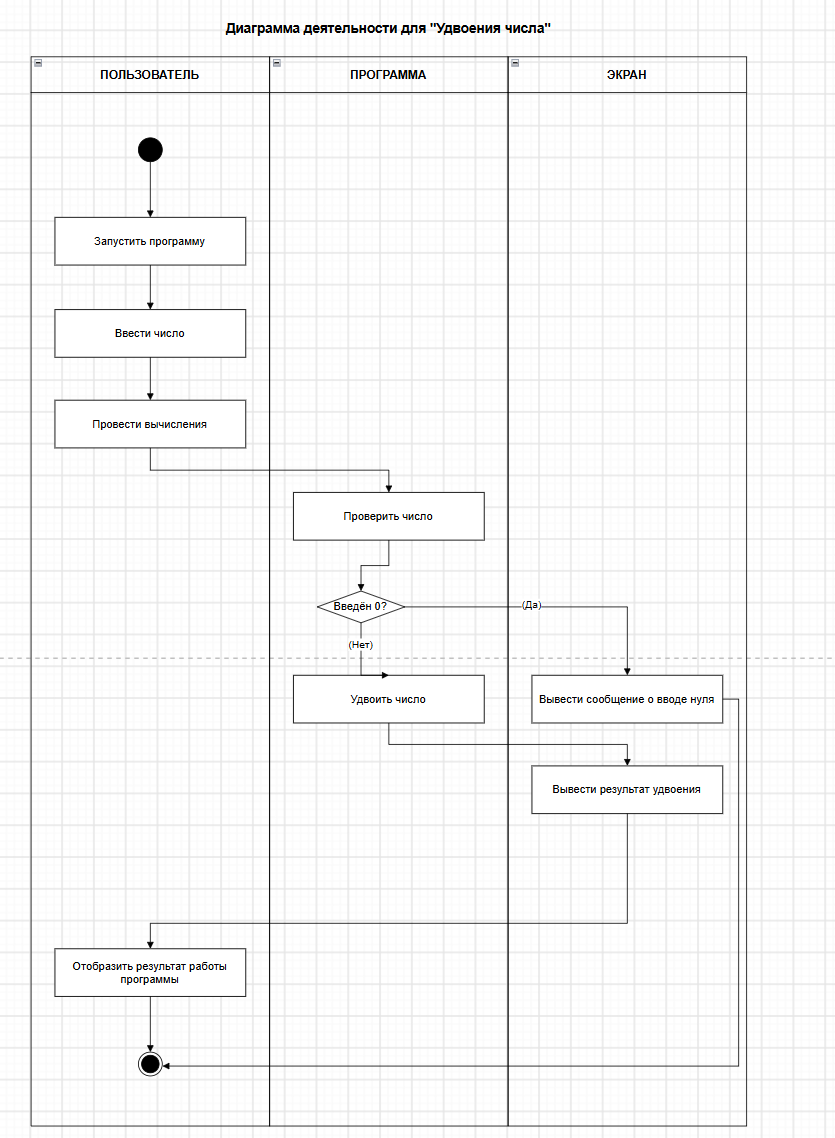 Диаграмма деятельности для "Удвоения числа"
ПОЛЬЗОВАТЕЛЬ
ПРОГРАММА
ЭКРАН
Запустить программу
Ввести число
Провести вычисления
Проверить число
Введён 0?
(Да)
(Нет)
Удвоить число
Вывести сообщение о вводе нуля
Вывести результат удвоения
Отобразить результат работы
программы